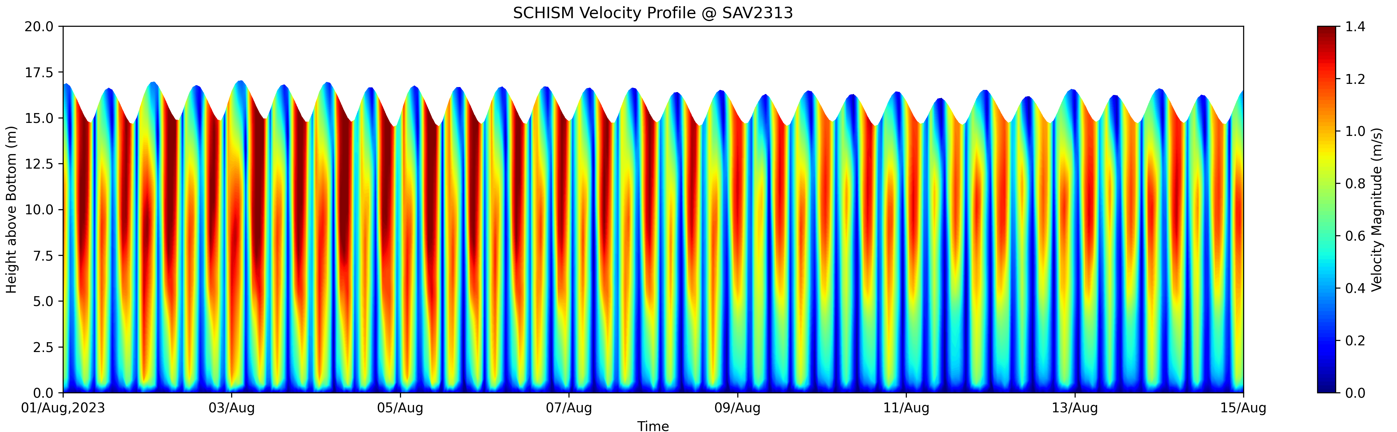 SCHISM Velocity Profile @ SAV2313
20.0
17.5
15.0
12.5
10.0
7.5
5.0
2.5
0.0
Height above Bottom (m)
01/Aug,2023
03/Aug
05/Aug
07/Aug
09/Aug
11/Aug
13/Aug
15/Aug
Time
1.4
1.2
1.0
0.8
0.6
0.4
0.2
0.0
Velocity Magnitude (m/s)